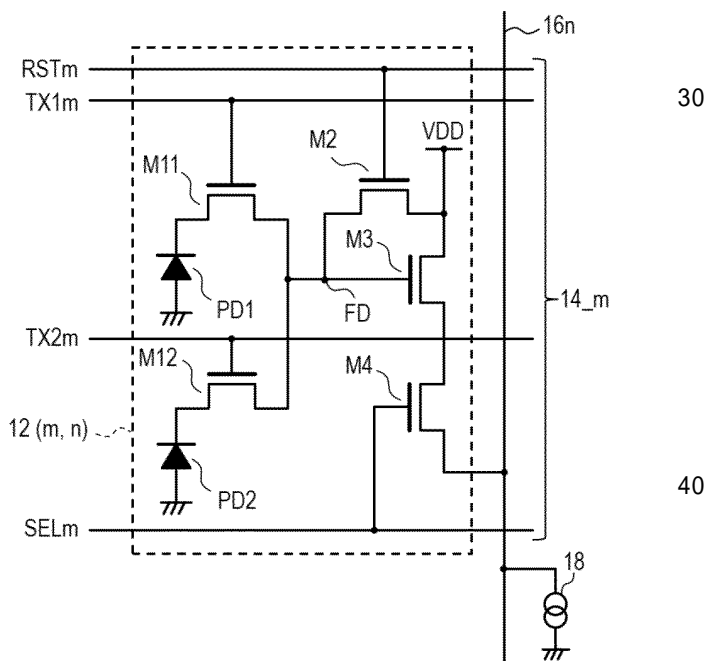 16n
RSTm
TX1m
30
VDD
M2
M11
M3
PD1
FD
14_m
TX2m
M12
M4
12 (m, n)
PD2
40
SELm
18